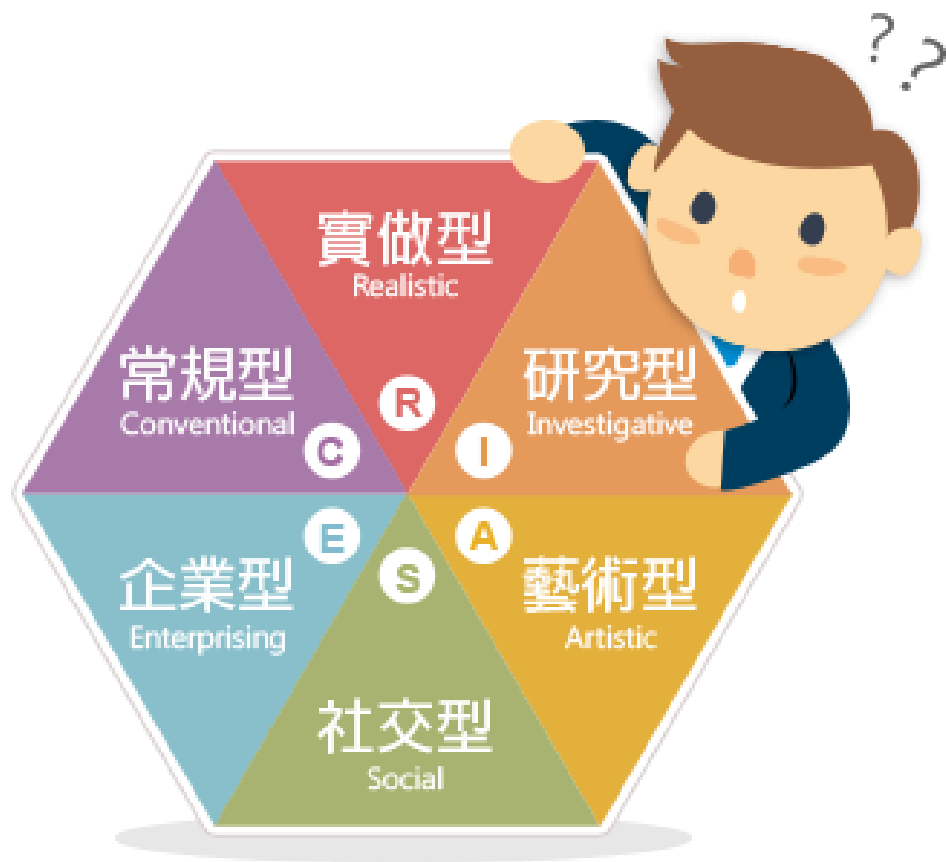 ? ?
實做型
Realistic
R
研究型
Investigative
I
藝術型
Artistic
A
社交型
Social
S
企業型
Enterprising
E
常規型
Conventional
C